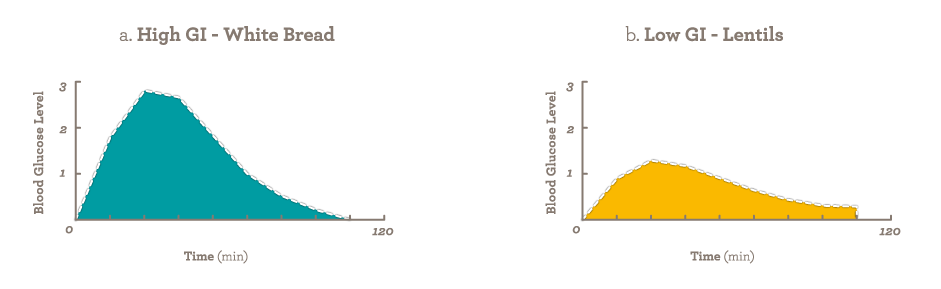 a. High GI - White Bread
3
2
1
Blood Glucose Level
0
120
Time (min)
b. Low GI - Lentils
3
2
1
Blood Glucose Level
0
120
Time (min)